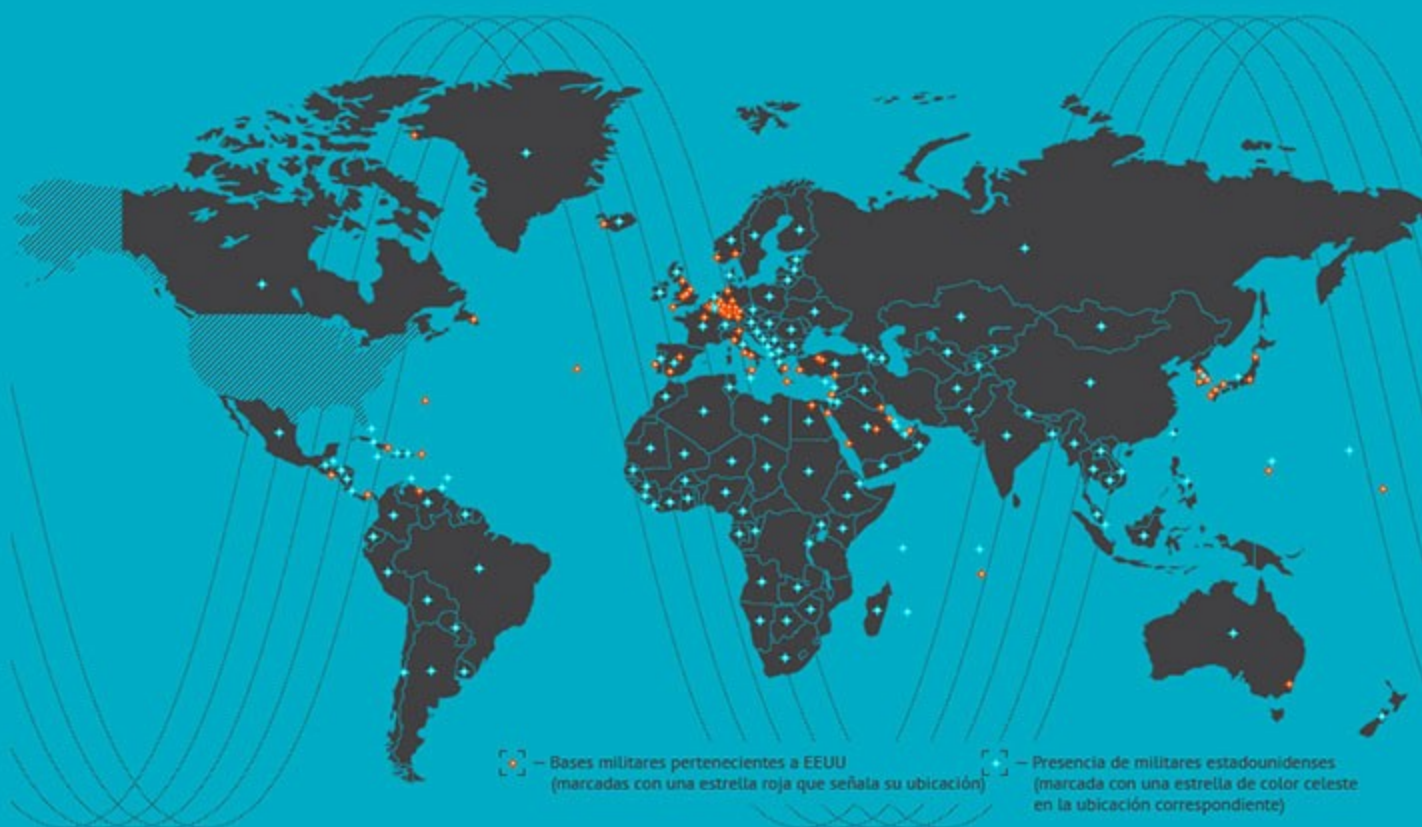 — Bases militares pertenecientes a EEUU
(marcadas con una estrella roja que señala su ubicación)
— Presencia de militares estadounidenses
(marcada con una estrella de color celeste
en la ubicación correspondiente)